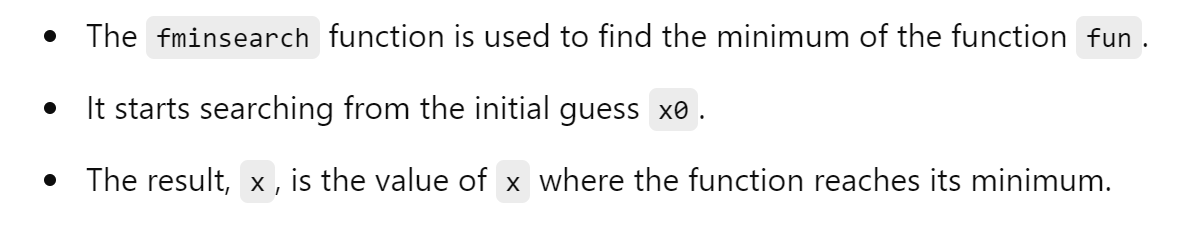 • The fminsearch function is used to find the minimum of the function fun.
• It starts searching from the initial guess x0.
• The result, x, is the value of x where the function reaches its minimum.